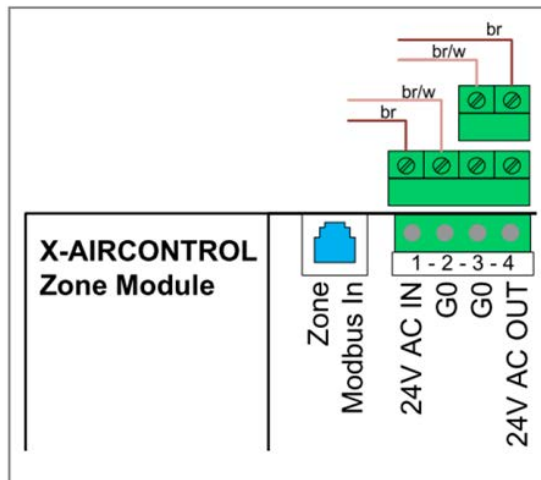 br
br/w
br/w
br
X-AIRCONTROL
Zone Module
1 - 2 - 3 - 4
Zone
Modbus In
24V AC IN
G0
G0
24V AC OUT